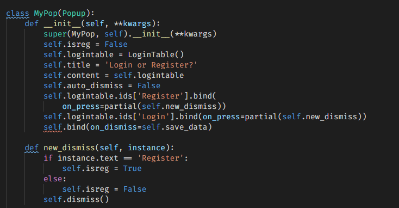 class MyPop(Popup):
    def __init__(self, **kwargs):
        super(MyPop, self).__init__(**kwargs)
        self.isreg = False
        self.logintable = LoginTable()
        self.title = 'Login or Register?'
        self.content = self.logintable
        self.auto_dismiss = False
        self.logintable.ids['Register'].bind(
            on_press=partial(self.new_dismiss))
        self.logintable.ids['Login'].bind(on_press=partial(self.new_dismiss))
        self.bind(on_dismiss=self.save_data)
    def new_dismiss(self, instance):
        if instance.text == 'Register':
            self.isreg = True
        else:
            self.isreg = False
        self.dismiss()